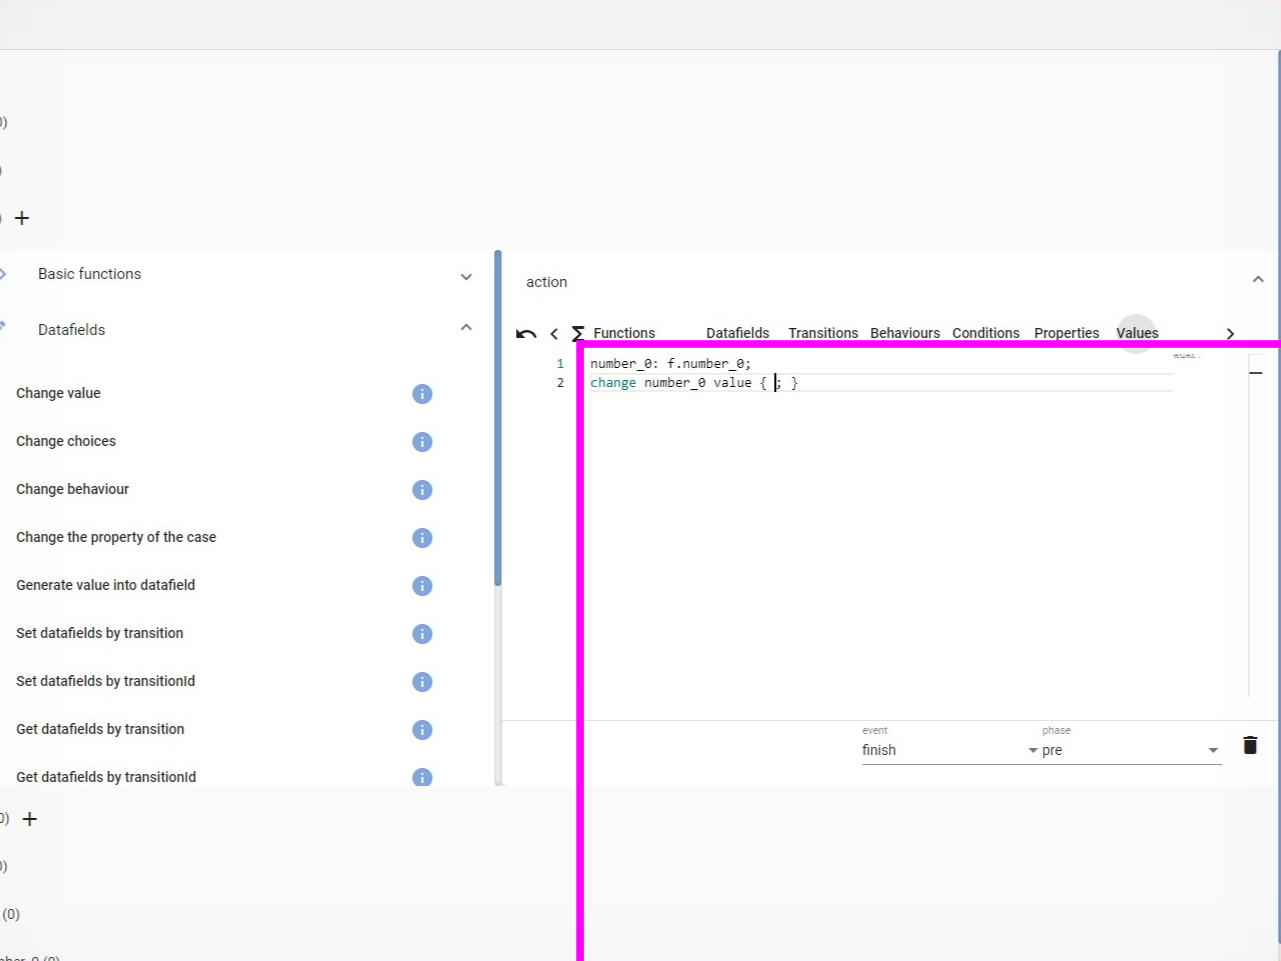 0)
)
) +
Basic functions
Datafields
Change value
Change choices
Change behaviour
Change the property of the case
Generate value into datafield
Set datafields by transition
Set datafields by transitionId
Get datafields by transition
Get datafields by transitionId
action
Σ Functions Datafields Transitions Behaviours Conditions Properties Values
1 number_0: f.number_0;
2 change number_0 value { ; }
event
finish
phase
pre
0) +
0)
(0)